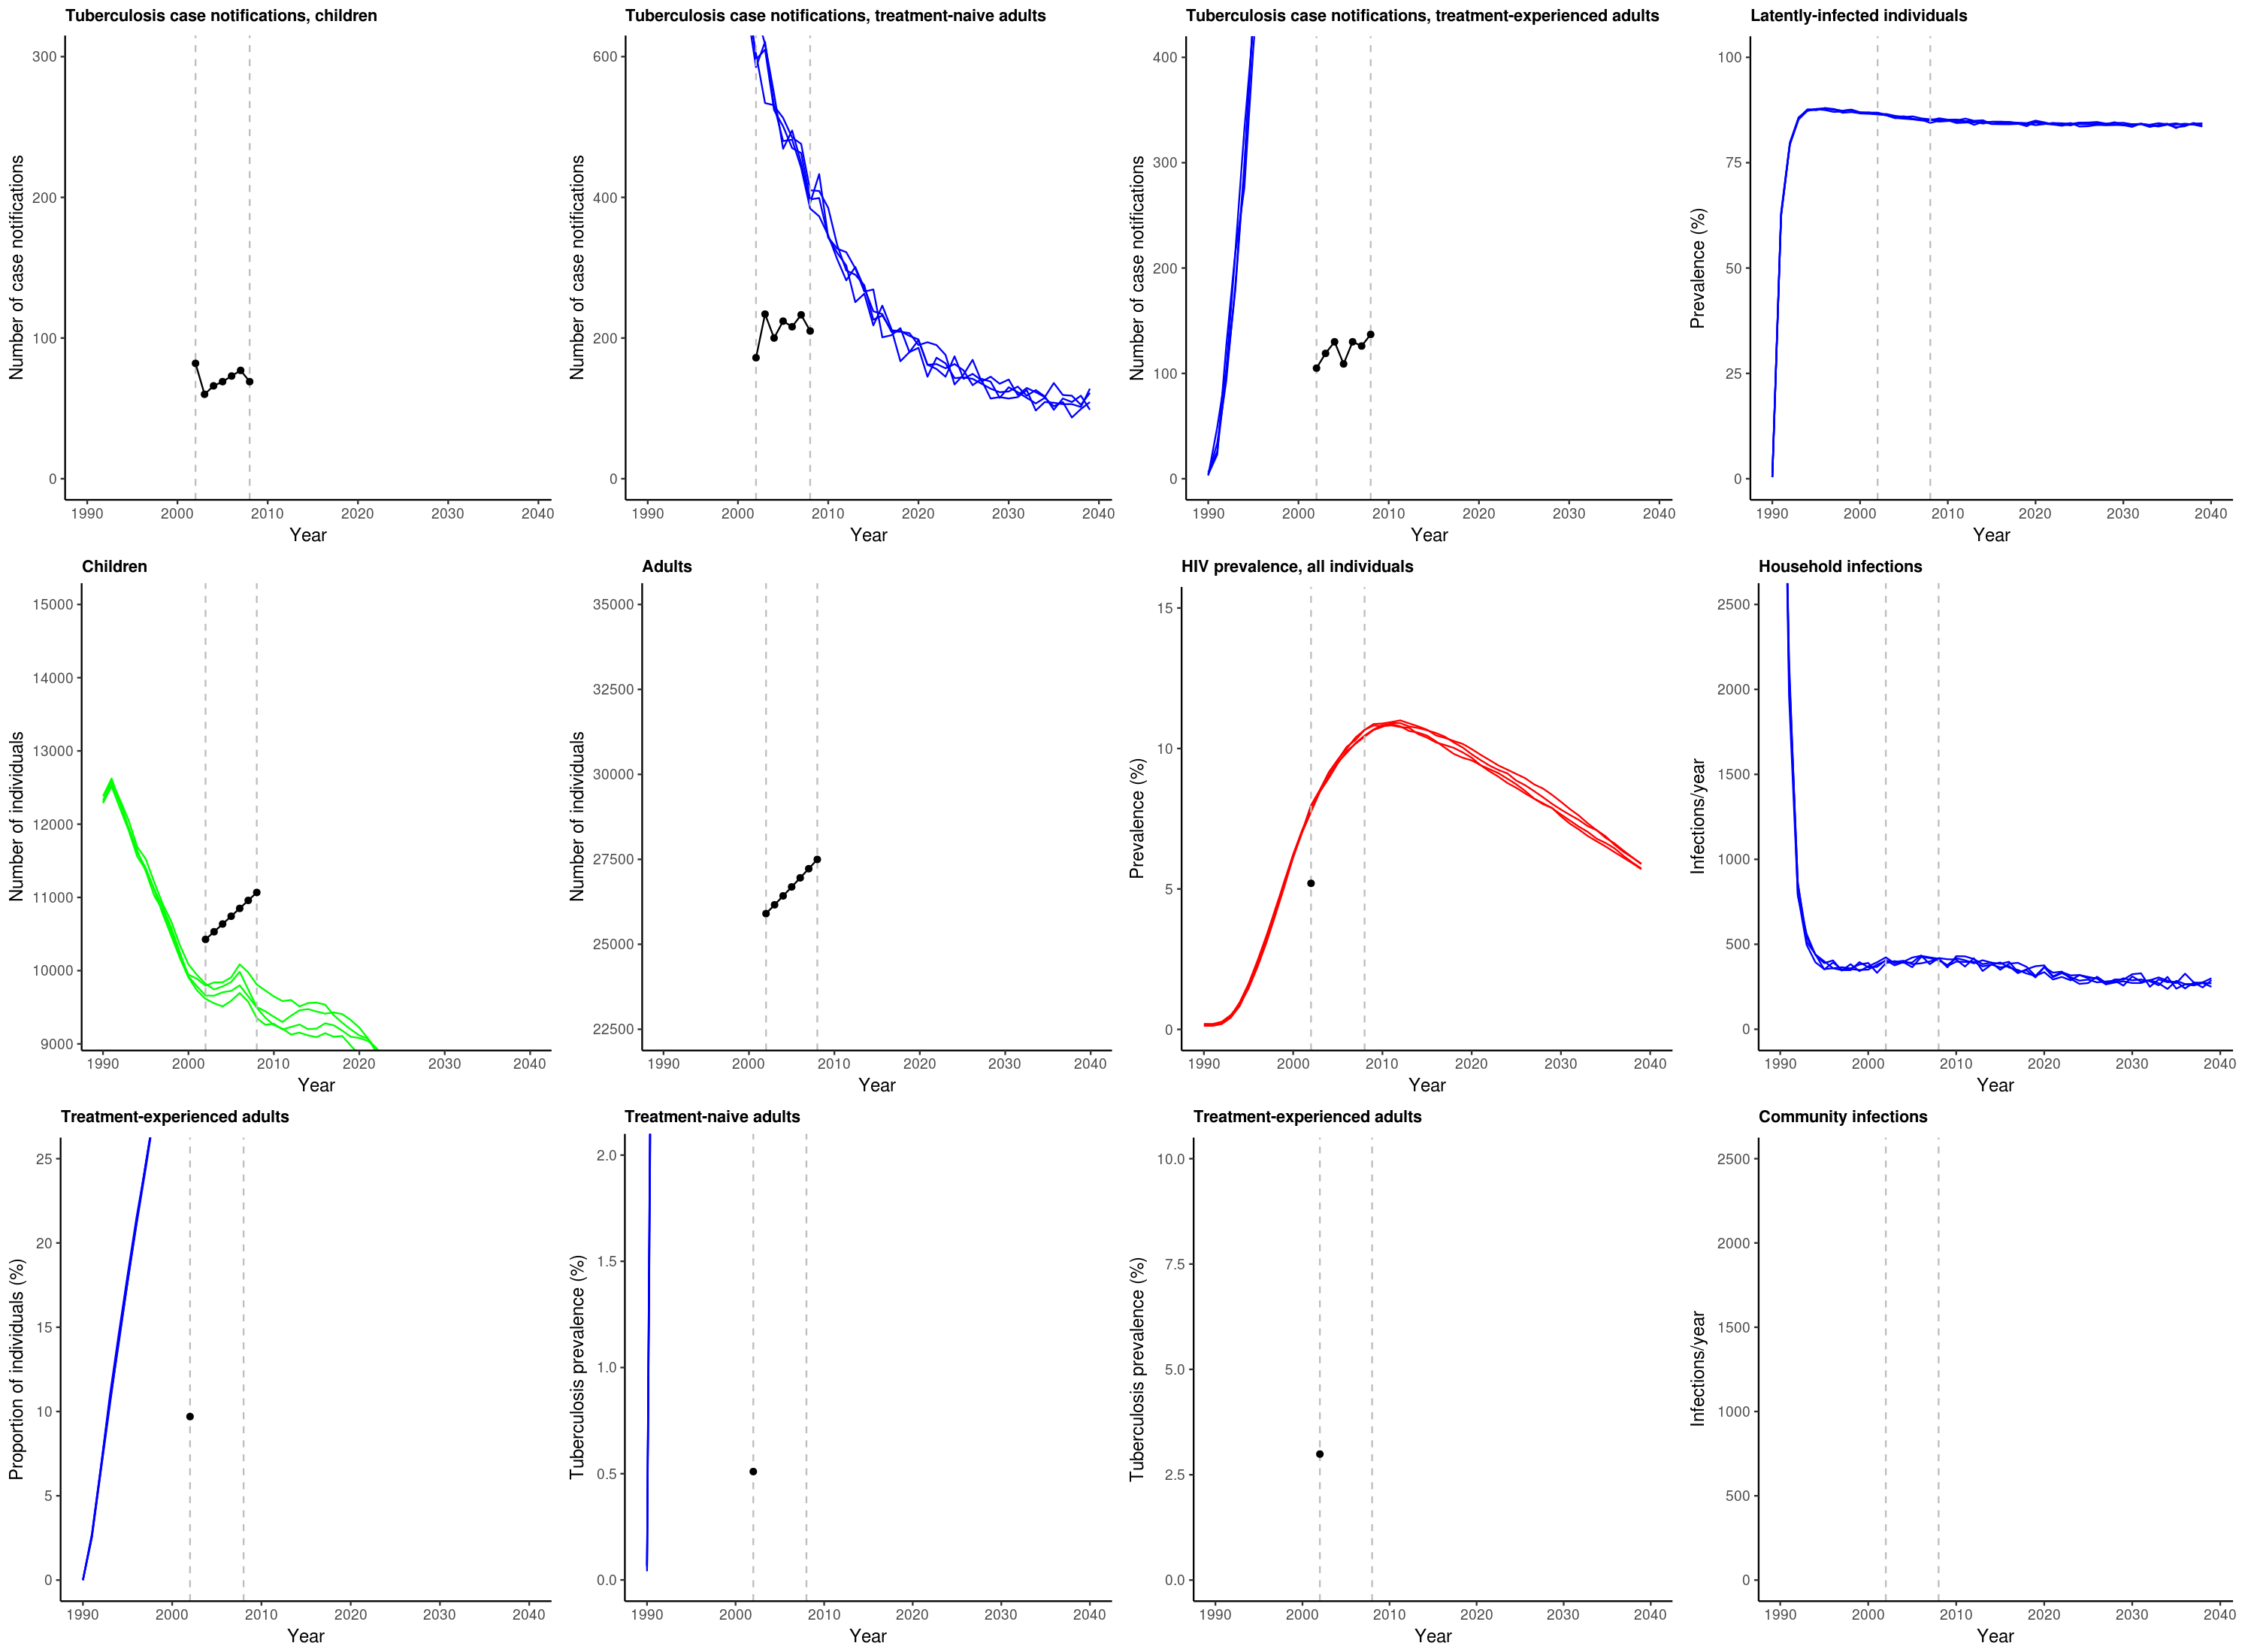 Tuberculosis case notifications, children
Number of case notifications
300
200
100
0
1990 2000 2010 2020 2030 2040
Year
Tuberculosis case notifications, treatment-naive adults
Number of case notifications
600
400
200
0
1990 2000 2010 2020 2030 2040
Year
Tuberculosis case notifications, treatment-experienced adults
Number of case notifications
400
300
200
100
0
1990 2000 2010 2020 2030 2040
Year
Latently-infected individuals
Prevalence (%)
100
75
50
25
0
1990 2000 2010 2020 2030 2040
Year
Children
Number of individuals
15000
14000
13000
12000
11000
10000
9000
1990 2000 2010 2020 2030 2040
Year
Adults
Number of individuals
35000
32500
30000
27500
25000
22500
1990 2000 2010 2020 2030 2040
Year
HIV prevalence, all individuals
Prevalence (%)
15
10
5
0
1990 2000 2010 2020 2030 2040
Year
Household infections
Infections/year
2500
2000
1500
1000
500
0
1990 2000 2010 2020 2030 2040
Year
Treatment-experienced adults
Proportion of individuals (%)
25
20
15
10
5
0
1990 2000 2010 2020 2030 2040
Year
Treatment-naive adults
Tuberculosis prevalence (%)
2.0
1.5
1.0
0.5
0.0
1990 2000 2010 2020 2030 2040
Year
Treatment-experienced adults
Tuberculosis prevalence (%)
10.0
7.5
5.0
2.5
0.0
1990 2000 2010 2020 2030 2040
Year
Community infections
Infections/year
2500
2000
1500
1000
500
0
1990 2000 2010 2020 2030 2040
Year